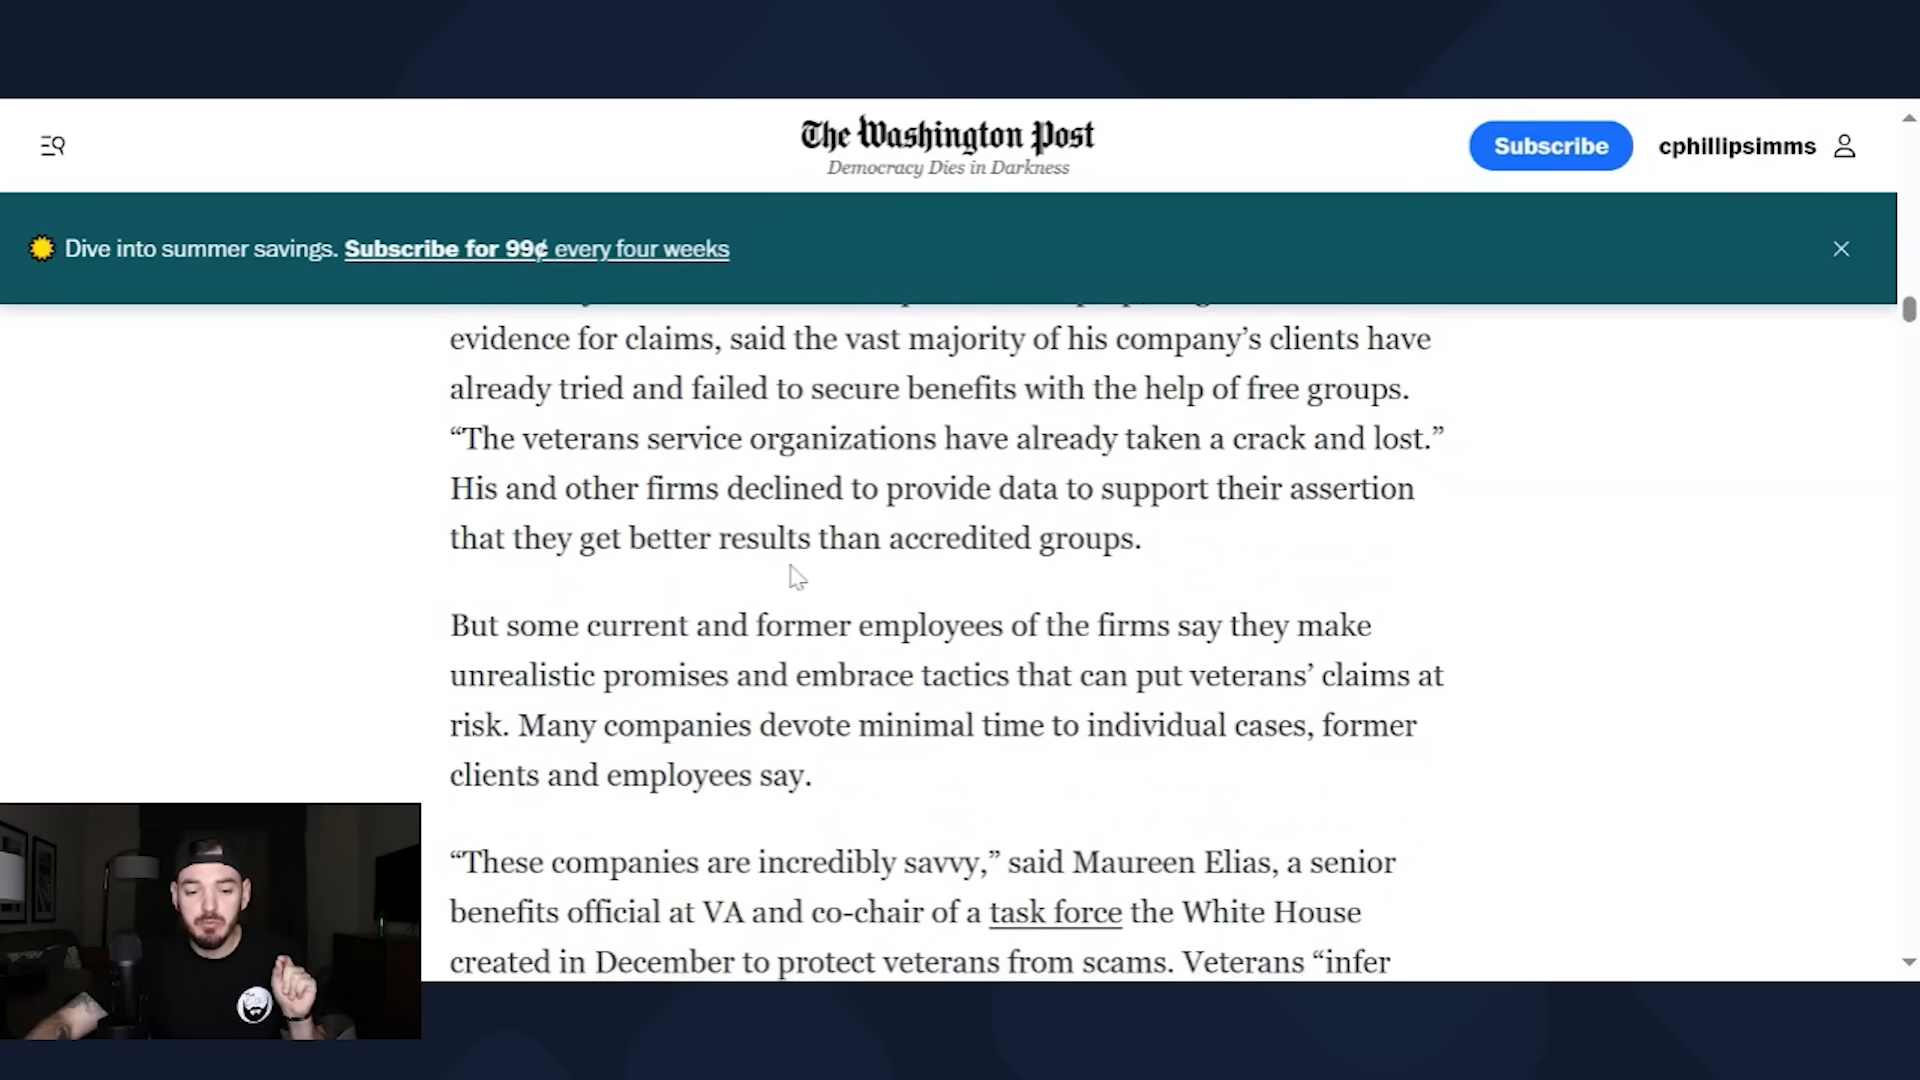 The Washington Post
Democracy Dies in Darkness
Subscribe
cphillipsimms
Dive into summer savings. Subscribe for 99¢ every four weeks
evidence for claims, said the vast majority of his company’s clients have
already tried and failed to secure benefits with the help of free groups.
“The veterans service organizations have already taken a crack and lost.”
His and other firms declined to provide data to support their assertion
that they get better results than accredited groups.
But some current and former employees of the firms say they make
unrealistic promises and embrace tactics that can put veterans’ claims at
risk. Many companies devote minimal time to individual cases, former
clients and employees say.
“These companies are incredibly savvy,” said Maureen Elias, a senior
benefits official at VA and co-chair of a task force the White House
created in December to protect veterans from scams. Veterans “infer